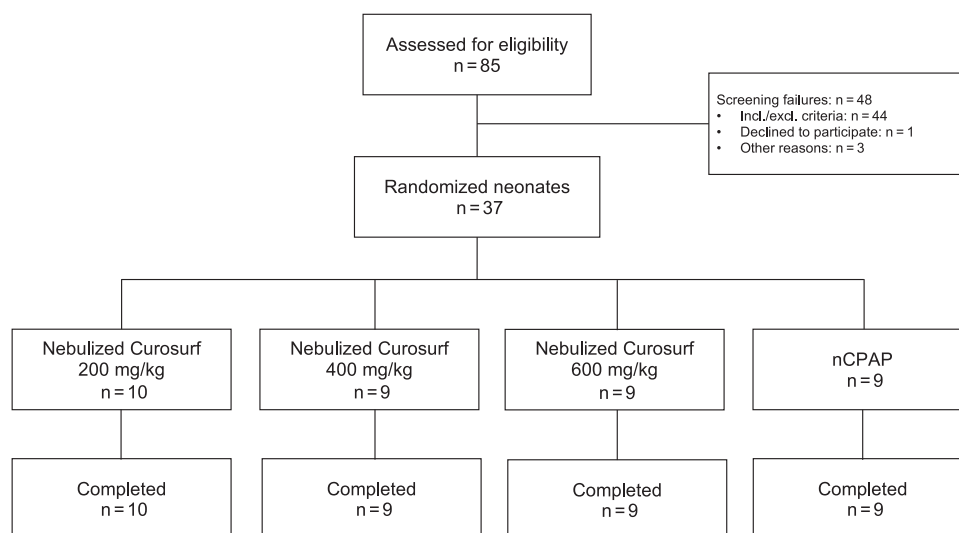 Assessed for eligibility
n = 85
Screening failures: n = 48
• Incl./excl. criteria: n = 44
• Declined to participate: n = 1
• Other reasons: n = 3
Randomized neonates
n = 37
Nebulized Curosurf
200 mg/kg
n = 10
Nebulized Curosurf
400 mg/kg
n = 9
Nebulized Curosurf
600 mg/kg
n = 9
nCPAP
n = 9
Completed
n = 10
Completed
n = 9
Completed
n = 9
Completed
n = 9